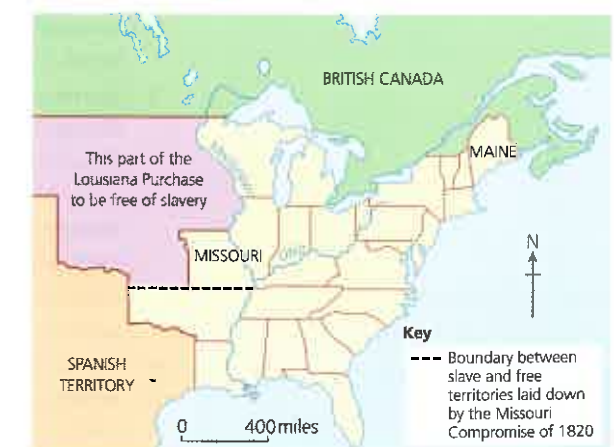 BRITISH CANADA
This part of the
Louisiana Purchase
to be free of slavery
MAINE
MISSOURI
N
Key
Boundary between
slave and free
territories laid down
by the Missouri
Compromise of 1820
SPANISH
TERRITORY
0 400 miles